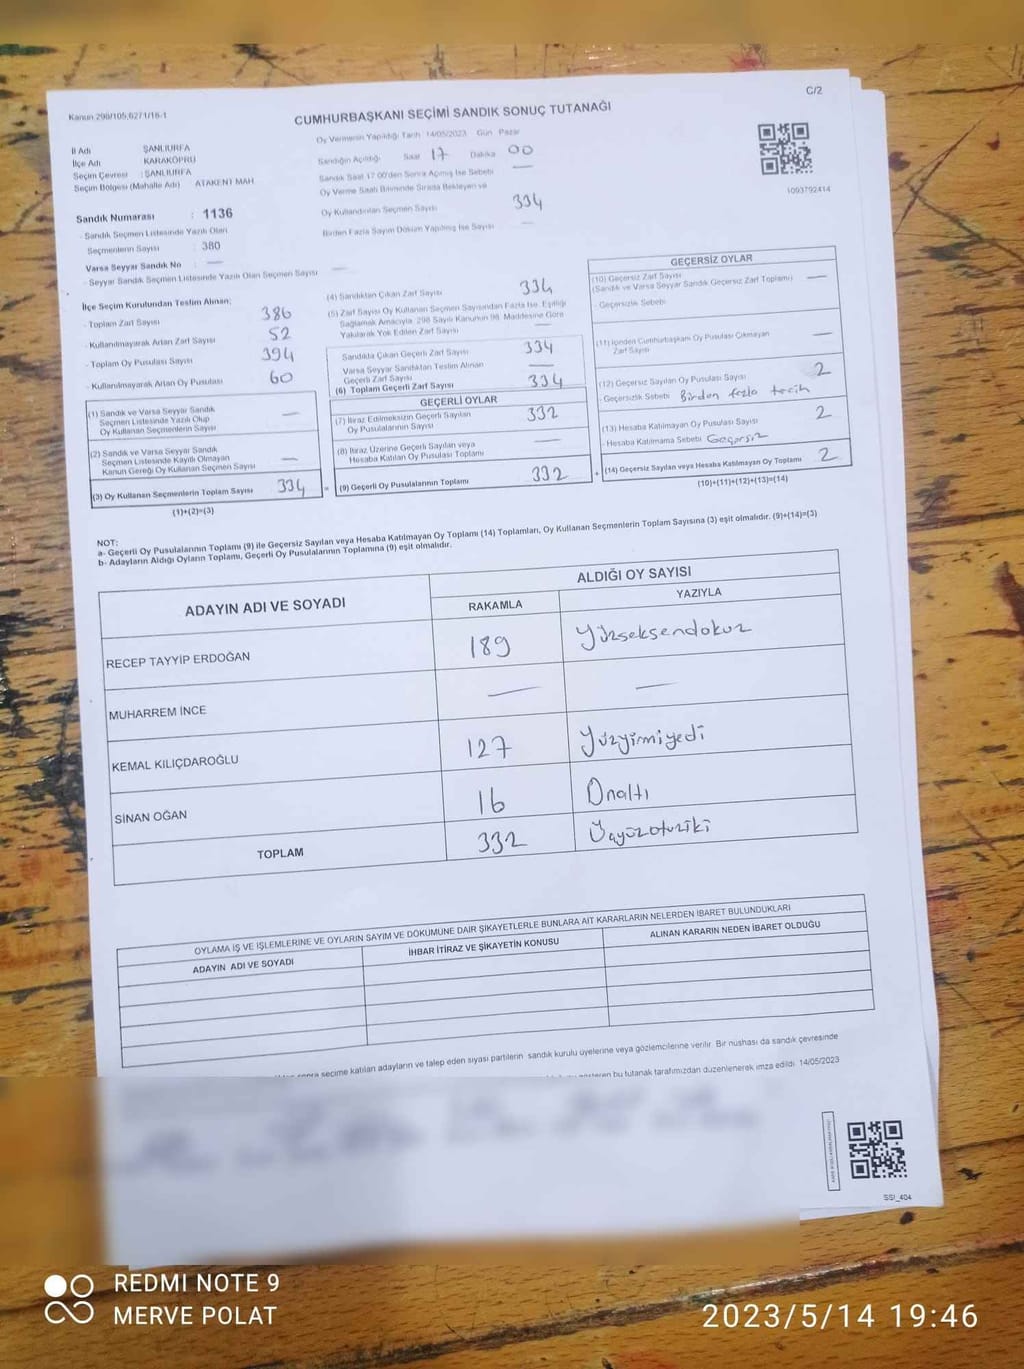 C/2
Kanun 298/105,6271/16-1
CUMHURBAŞKANI SEÇİMİ SANDIK SONUÇ TUTANAĞI
İl Adı ŞANLIURFA
İlçe Adı KARAKÖPRÜ
Seçim Çevresi : ŞANLIURFA
Seçim Bölgesi (Mahalle Adı) ATAKENT MAH
Oy Vermenin Yapıldığı Tarih 14/05/2023 Gün Pazar
Sandığın Açıldığı Saat 17 Dakika 00
Sandık Saat 17:00'den Sonra Açılmış İse Sebebi —
Oy Verme Saati Bitiminde Sırada Bekleyen ve
Oy Kullandırılan Seçmen Sayısı 334
Birden Fazla Sayım Döküm Yapılmış İse Sayısı —
1093792414
Sandık Numarası : 1136
- Sandık Seçmen Listesinde Yazılı Olan
Seçmenlerin Sayısı : 380
Varsa Seyyar Sandık No : —
- Seyyar Sandık Seçmen Listesinde Yazılı Olan Seçmen Sayısı —
İlçe Seçim Kurulundan Teslim Alınan;
- Toplam Zarf Sayısı 386
- Kullanılmayarak Artan Zarf Sayısı 52
- Toplam Oy Pusulası Sayısı 394
- Kullanılmayarak Artan Oy Pusulası 60
(1) Sandık ve Varsa Seyyar Sandık
Seçmen Listesinde Yazılı Olup
Oy Kullanan Seçmenlerin Sayısı —
(2) Sandık ve Varsa Seyyar Sandık
Seçmen Listesinde Kayıtlı Olmayan
Kanun Gereği Oy Kullanan Seçmen Sayısı —
(3) Oy Kullanan Seçmenlerin Toplam Sayısı 334
(1)+(2)=(3)
(4) Sandıktan Çıkan Zarf Sayısı 334
(5) Zarf Sayısı Oy Kullanan Seçmen Sayısından Fazla İse, Eşitliği
Sağlamak Amacıyla, 298 Sayılı Kanunun 98. Maddesine Göre
Yakılarak Yok Edilen Zarf Sayısı —
Sandıkta Çıkan Geçerli Zarf Sayısı 334
Varsa Seyyar Sandıktan Teslim Alınan
Geçerli Zarf Sayısı —
(6) Toplam Geçerli Zarf Sayısı 334
GEÇERLİ OYLAR
(7) İtiraz Edilmeksizin Geçerli Sayılan
Oy Pusulalarının Sayısı 332
(8) İtiraz Üzerine Geçerli Sayılan veya
Hesaba Katılan Oy Pusulası Toplamı —
= (9) Geçerli Oy Pusulalarının Toplamı 332 +
GEÇERSİZ OYLAR
(10) Geçersiz Zarf Sayısı
(Sandık ve Varsa Seyyar Sandık Geçersiz Zarf Toplamı) —
- Geçersizlik Sebebi
(11) İçinden Cumhurbaşkanı Oy Pusulası Çıkmayan
Zarf Sayısı —
(12) Geçersiz Sayılan Oy Pusulası Sayısı 2
- Geçersizlik Sebebi Birden fazla tercih
(13) Hesaba Katılmayan Oy Pusulası Sayısı 2
- Hesaba Katılmama Sebebi Geçersiz
(14) Geçersiz Sayılan veya Hesaba Katılmayan Oy Toplamı 2
(10)+(11)+(12)+(13)=(14)
NOT:
a- Geçerli Oy Pusulalarının Toplamı (9) ile Geçersiz Sayılan veya Hesaba Katılmayan Oy Toplamı (14) Toplamları, Oy Kullanan Seçmenlerin Toplam Sayısına (3) eşit olmalıdır. (9)+(14)=(3)
b- Adayların Aldığı Oyların Toplamı, Geçerli Oy Pusulalarının Toplamına (9) eşit olmalıdır.
ADAYIN ADI VE SOYADI ALDIĞI OY SAYISI
RAKAMLA YAZIYLA
RECEP TAYYİP ERDOĞAN 189 Yüzseksendokuz
MUHARREM İNCE — —
KEMAL KILIÇDAROĞLU 127 Yüzyirmiyedi
SİNAN OĞAN 16 Onaltı
TOPLAM 332 Üçyüzotuziki
OYLAMA İŞ VE İŞLEMLERİNE VE OYLARIN SAYIM VE DÖKÜMÜNE DAİR ŞİKAYETLERLE BUNLARA AİT KARARLARIN NELERDEN İBARET BULUNDUKLARI
ADAYIN ADI VE SOYADI İHBAR İTİRAZ VE ŞİKAYETİN KONUSU ALINAN KARARIN NEDEN İBARET OLDUĞU
sonra seçime katılan adayların ve talep eden siyasi partilerin sandık kurulu üyelerine veya gözlemcilerine verilir. Bir nüshası da sandık çevresinde
gösteren bu tutanak tarafımızdan düzenlenerek imza edildi. 14/05/2023
SSI_404
REDMI NOTE 9
MERVE POLAT
2023/5/14 19:46